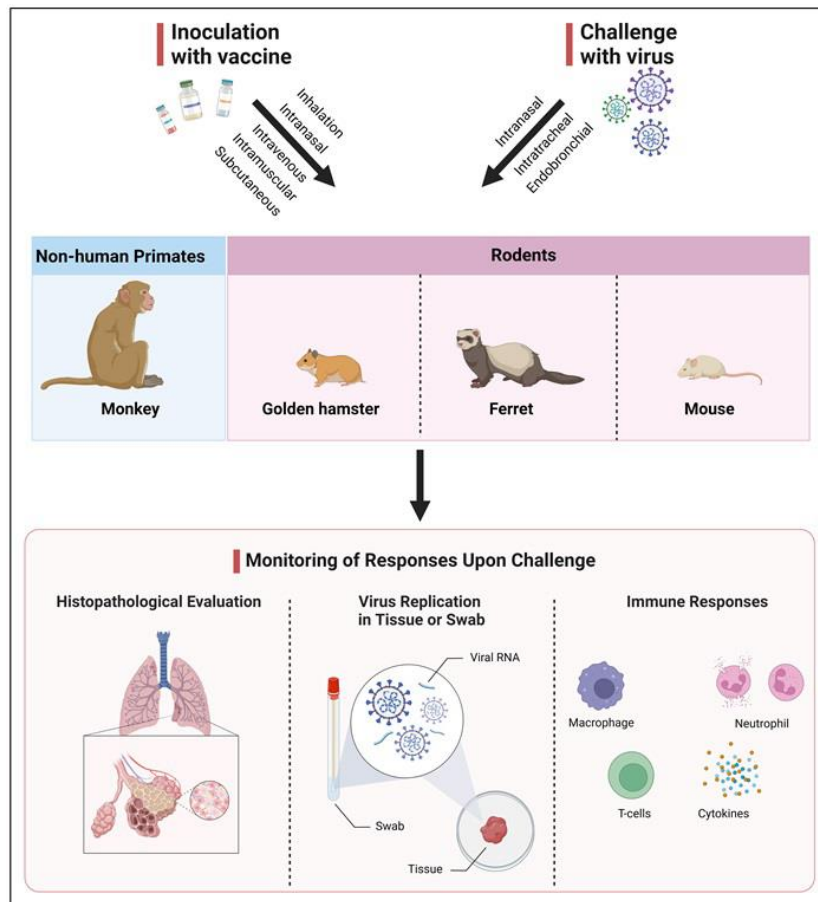 Inoculation
with vaccine
Challenge
with virus
Inhalation
Intranasal
Intravenous
Intramuscular
Subcutaneous
Intranasal
Intratracheal
Endobronchial
Non-human Primates
Rodents
Monkey
Golden hamster
Ferret
Mouse
Monitoring of Responses Upon Challenge
Histopathological Evaluation
Virus Replication
in Tissue or Swab
Immune Responses
Viral RNA
Swab
Tissue
Macrophage
Neutrophil
T-cells
Cytokines